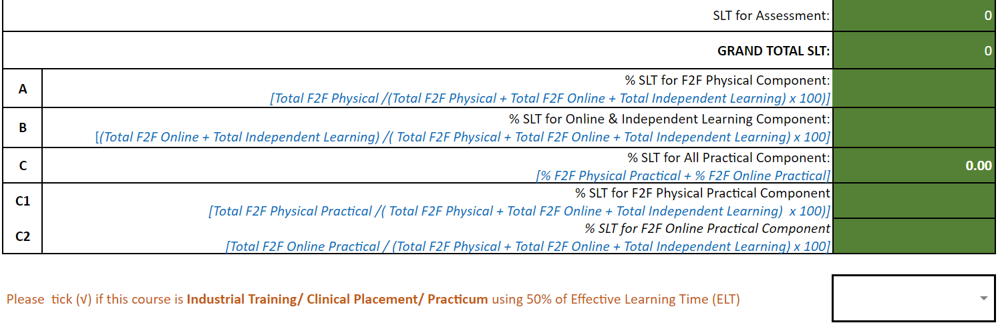 SLT for Assessment: 0
GRAND TOTAL SLT: 0
A % SLT for F2F Physical Component:
[Total F2F Physical /(Total F2F Physical + Total F2F Online + Total Independent Learning) x 100)]
B % SLT for Online & Independent Learning Component:
[(Total F2F Online + Total Independent Learning) /( Total F2F Physical + Total F2F Online + Total Independent Learning) x 100]
C % SLT for All Practical Component: 0.00
[% F2F Physical Practical + % F2F Online Practical]
C1 % SLT for F2F Physical Practical Component
[Total F2F Physical Practical /( Total F2F Physical + Total F2F Online + Total Independent Learning)  x 100)]
C2 % SLT for F2F Online Practical Component
[Total F2F Online Practical / (Total F2F Physical + Total F2F Online + Total Independent Learning) x 100]
Please  tick (√) if this course is Industrial Training/ Clinical Placement/ Practicum using 50% of Effective Learning Time (ELT)